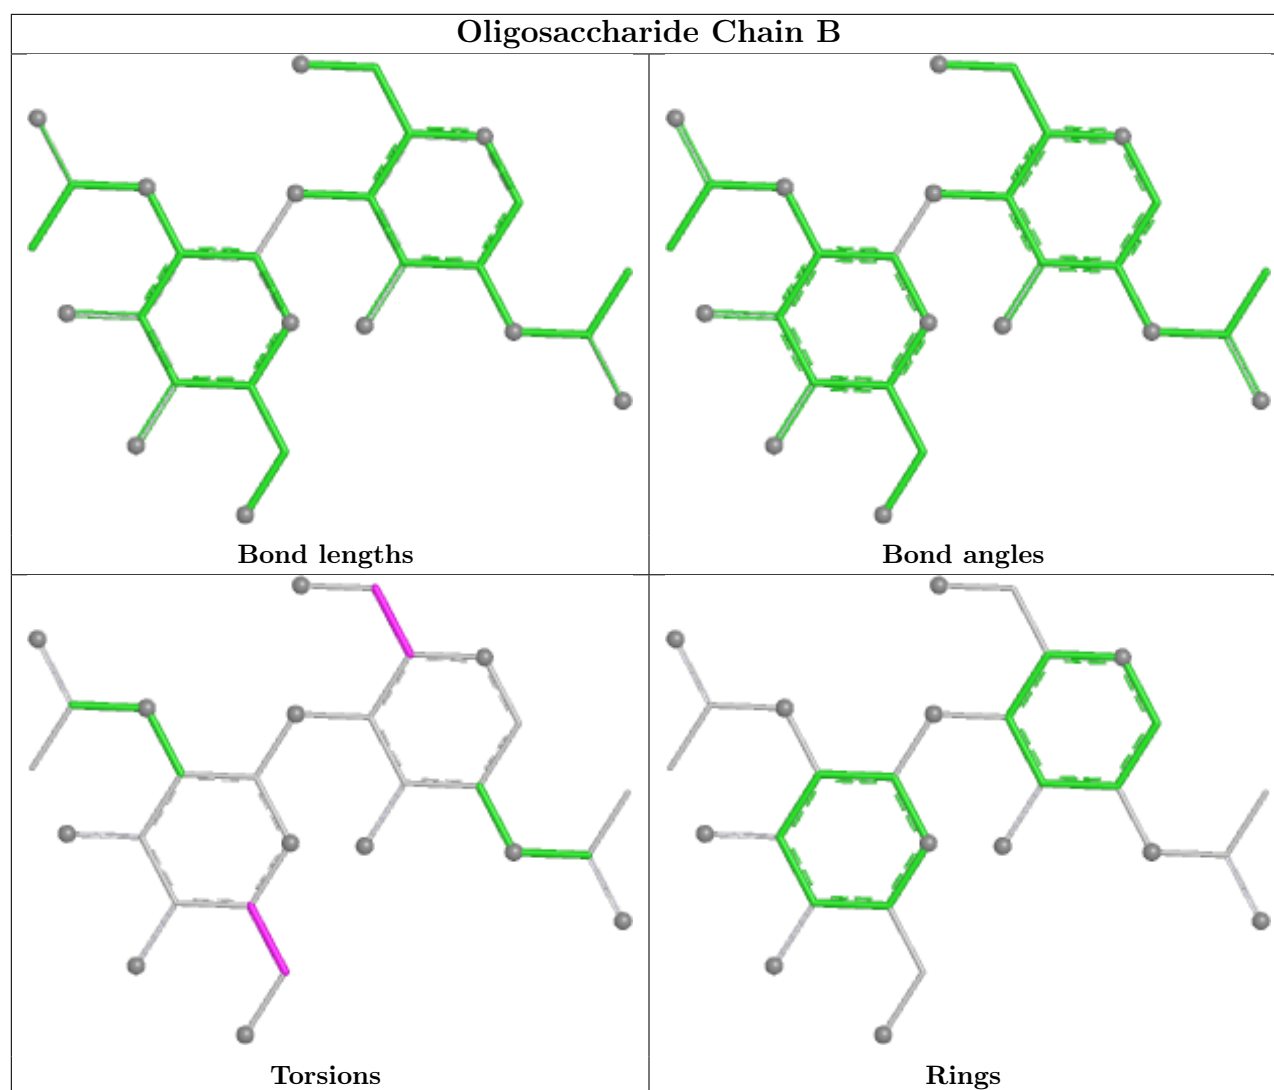 Oligosaccharide Chain B
Bond lengths
Bond angles
Torsions
Rings